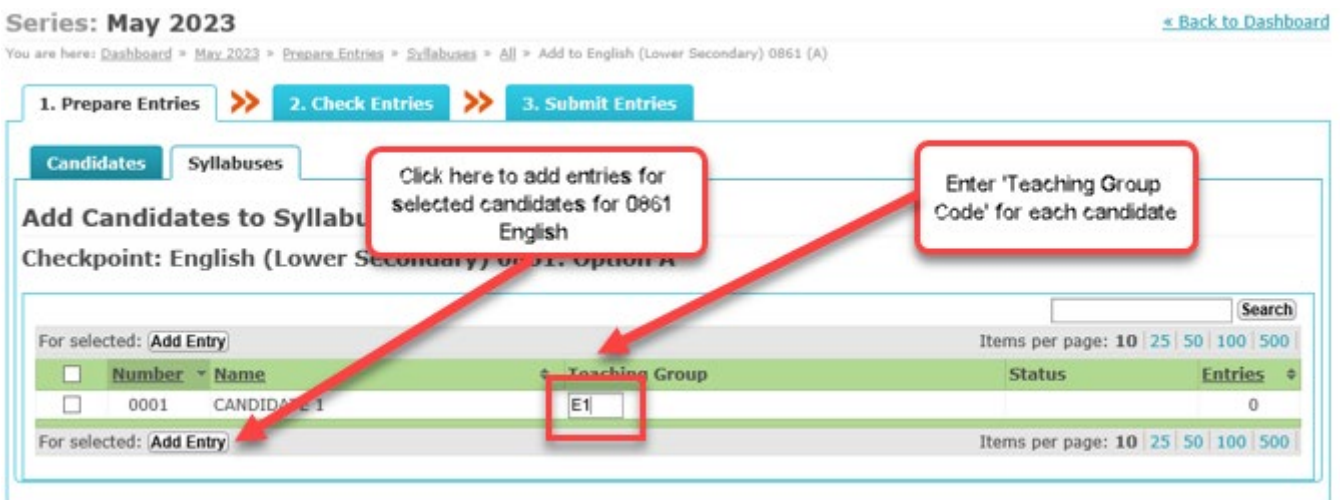 Series: May 2023
« Back to Dashboard
You are here: Dashboard » May 2023 » Prepare Entries » Syllabuses » All » Add to English (Lower Secondary) 0861 (A)
1. Prepare Entries
2. Check Entries
3. Submit Entries
Candidates
Syllabuses
Click here to add entries for
selected candidates for 0861
English
Enter 'Teaching Group
Code' for each candidate
Add Candidates to Syllabu
Checkpoint: English (Lower Secondary) 0861: Option A
Search
For selected: Add Entry
Items per page: 10 25 50 100 500
Number Name Teaching Group Status Entries
0001 CANDIDATE 1 E1 0
For selected: Add Entry
Items per page: 10 25 50 100 500